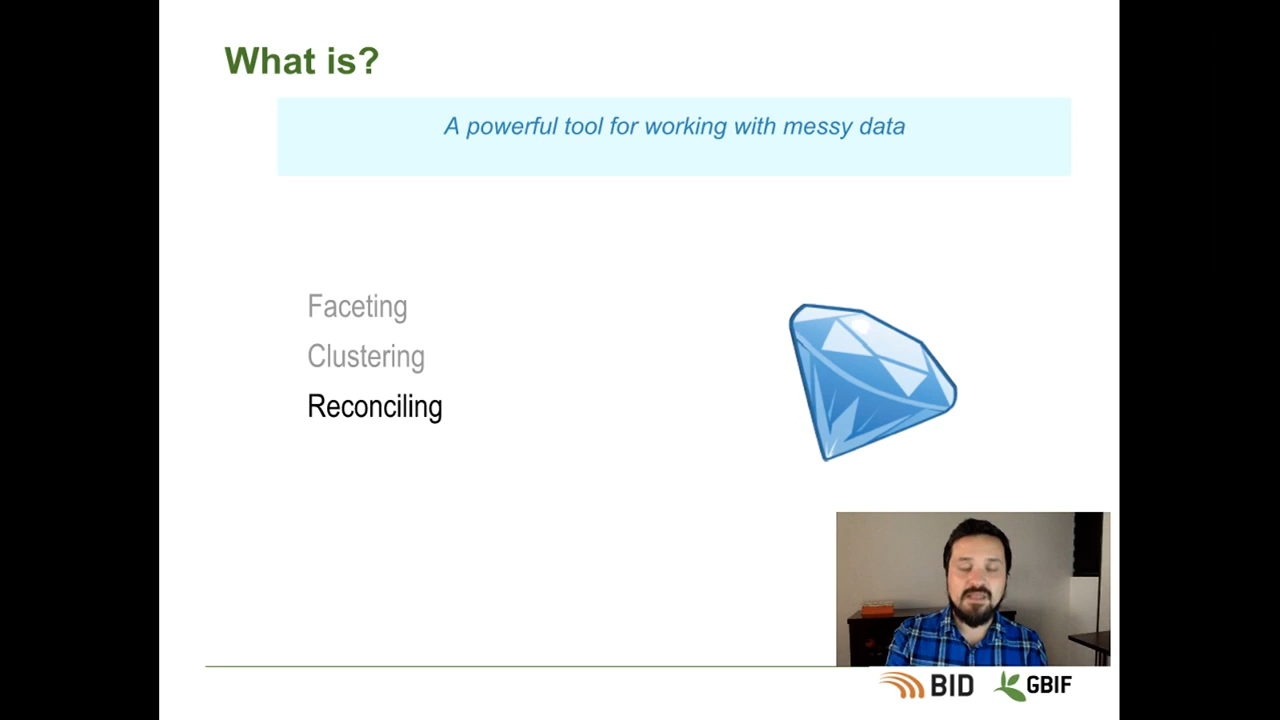 What is?
A powerful tool for working with messy data
Faceting
Clustering
Reconciling
BID
GBIF